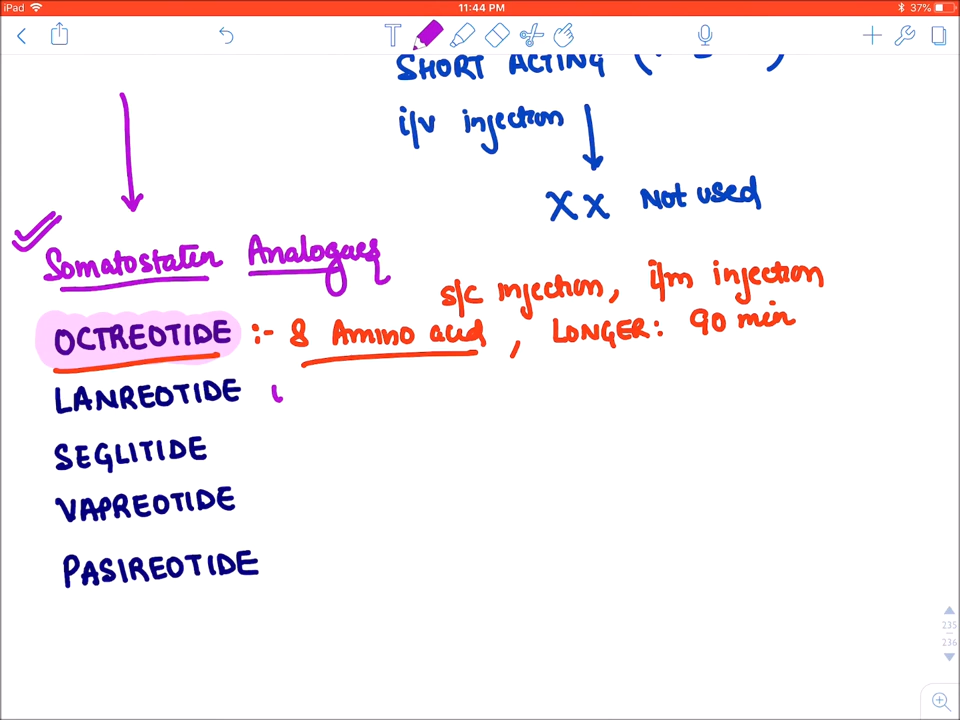 iPad 11:44 PM 37%
T
SHORT ACTING (
i/v injection
XX Not used
Somatostatin Analogues
s/c injection, i/m injection
OCTREOTIDE :- 8 Amino acid, LONGER: 90 min
LANREOTIDE
SEGLITIDE
VAPREOTIDE
PASIREOTIDE
235
236